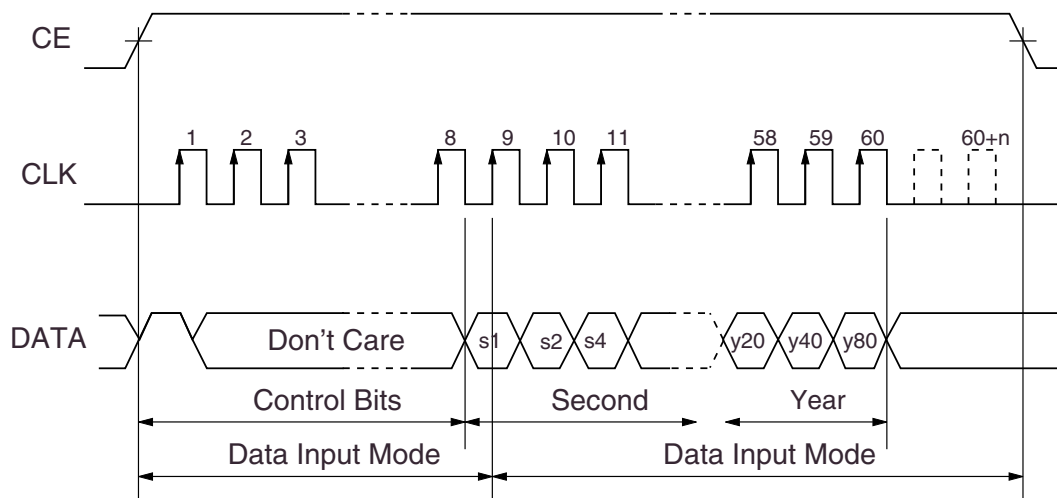 CE
1 2 3 8 9 10 11 58 59 60 60+n
CLK
DATA Don't Care s1 s2 s4 y20 y40 y80
Control Bits Second Year
Data Input Mode Data Input Mode